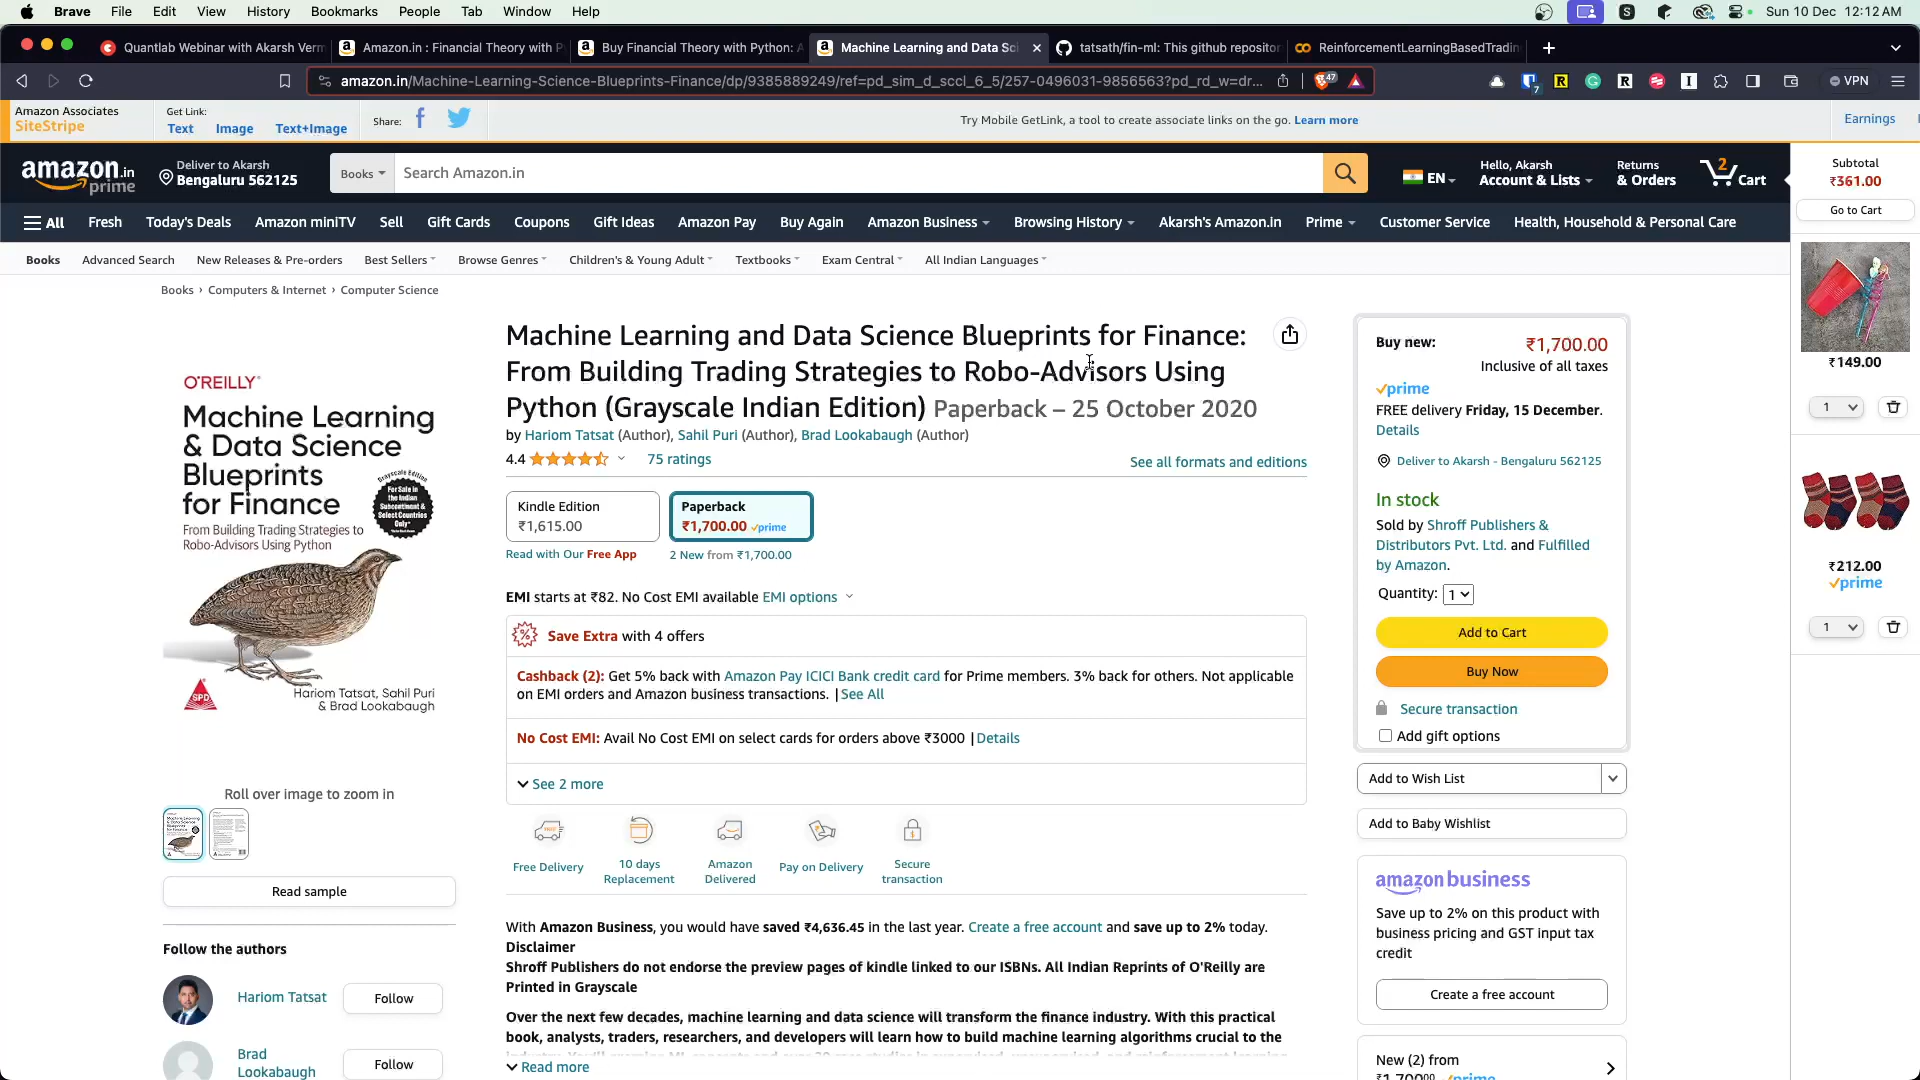 Brave File Edit View History Bookmarks People Tab Window Help
Sun 10 Dec 12:12 AM
Quantlab Webinar with Akarsh Verm
Amazon.in : Financial Theory with P
Buy Financial Theory with Python: A
Machine Learning and Data Sci
tatsath/fin-ml: This github repositor
ReinforcementLearningBasedTradin
amazon.in/Machine-Learning-Science-Blueprints-Finance/dp/9385889249/ref=pd_sim_d_sccl_6_5/257-0496031-9856563?pd_rd_w=dr...
47
7
VPN
Amazon Associates
SiteStripe
Get Link:
Text Image Text+Image
Share:
Try Mobile GetLink, a tool to create associate links on the go. Learn more
Earnings
amazon.in
prime
Deliver to Akarsh
Bengaluru 562125
Books
Search Amazon.in
EN
Hello, Akarsh
Account & Lists
Returns
& Orders
2
Cart
All Fresh Today's Deals Amazon miniTV Sell Gift Cards Coupons Gift Ideas Amazon Pay Buy Again Amazon Business Browsing History Akarsh's Amazon.in Prime Customer Service Health, Household & Personal Care
Books Advanced Search New Releases & Pre-orders Best Sellers Browse Genres Children's & Young Adult Textbooks Exam Central All Indian Languages
Books › Computers & Internet › Computer Science
O'REILLY®
Machine Learning
& Data Science
Blueprints
for Finance
From Building Trading Strategies to
Robo-Advisors Using Python
Grayscale Edition
For Sale in
the Indian
Subcontinent &
Select Countries
Only*
SPD
Hariom Tatsat, Sahil Puri
& Brad Lookabaugh
Roll over image to zoom in
Read sample
Follow the authors
Hariom Tatsat
Follow
Brad
Lookabaugh
Follow
Machine Learning and Data Science Blueprints for Finance:
From Building Trading Strategies to Robo-Advisors Using
Python (Grayscale Indian Edition) Paperback – 25 October 2020
by Hariom Tatsat (Author), Sahil Puri (Author), Brad Lookabaugh (Author)
4.4 75 ratings
See all formats and editions
Kindle Edition
₹1,615.00
Read with Our Free App
Paperback
₹1,700.00 prime
2 New from ₹1,700.00
EMI starts at ₹82. No Cost EMI available EMI options
Save Extra with 4 offers
Cashback (2): Get 5% back with Amazon Pay ICICI Bank credit card for Prime members. 3% back for others. Not applicable
on EMI orders and Amazon business transactions. |See All
No Cost EMI: Avail No Cost EMI on select cards for orders above ₹3000 |Details
See 2 more
Free Delivery
10 days
Replacement
Amazon
Delivered
Pay on Delivery
Secure
transaction
With Amazon Business, you would have saved ₹4,636.45 in the last year. Create a free account and save up to 2% today.
Disclaimer
Shroff Publishers do not endorse the preview pages of kindle linked to our ISBNs. All Indian Reprints of O'Reilly are
Printed in Grayscale
Over the next few decades, machine learning and data science will transform the finance industry. With this practical
book, analysts, traders, researchers, and developers will learn how to build machine learning algorithms crucial to the
Read more
Buy new: ₹1,700.00
Inclusive of all taxes
prime
FREE delivery Friday, 15 December.
Details
Deliver to Akarsh - Bengaluru 562125
In stock
Sold by Shroff Publishers &
Distributors Pvt. Ltd. and Fulfilled
by Amazon.
Quantity: 1
Add to Cart
Buy Now
Secure transaction
Add gift options
Add to Wish List
Add to Baby Wishlist
amazon business
Save up to 2% on this product with
business pricing and GST input tax
credit
Create a free account
New (2) from
₹1,700.00 prime
Subtotal
₹361.00
Go to Cart
₹149.00
1
₹212.00
prime
1